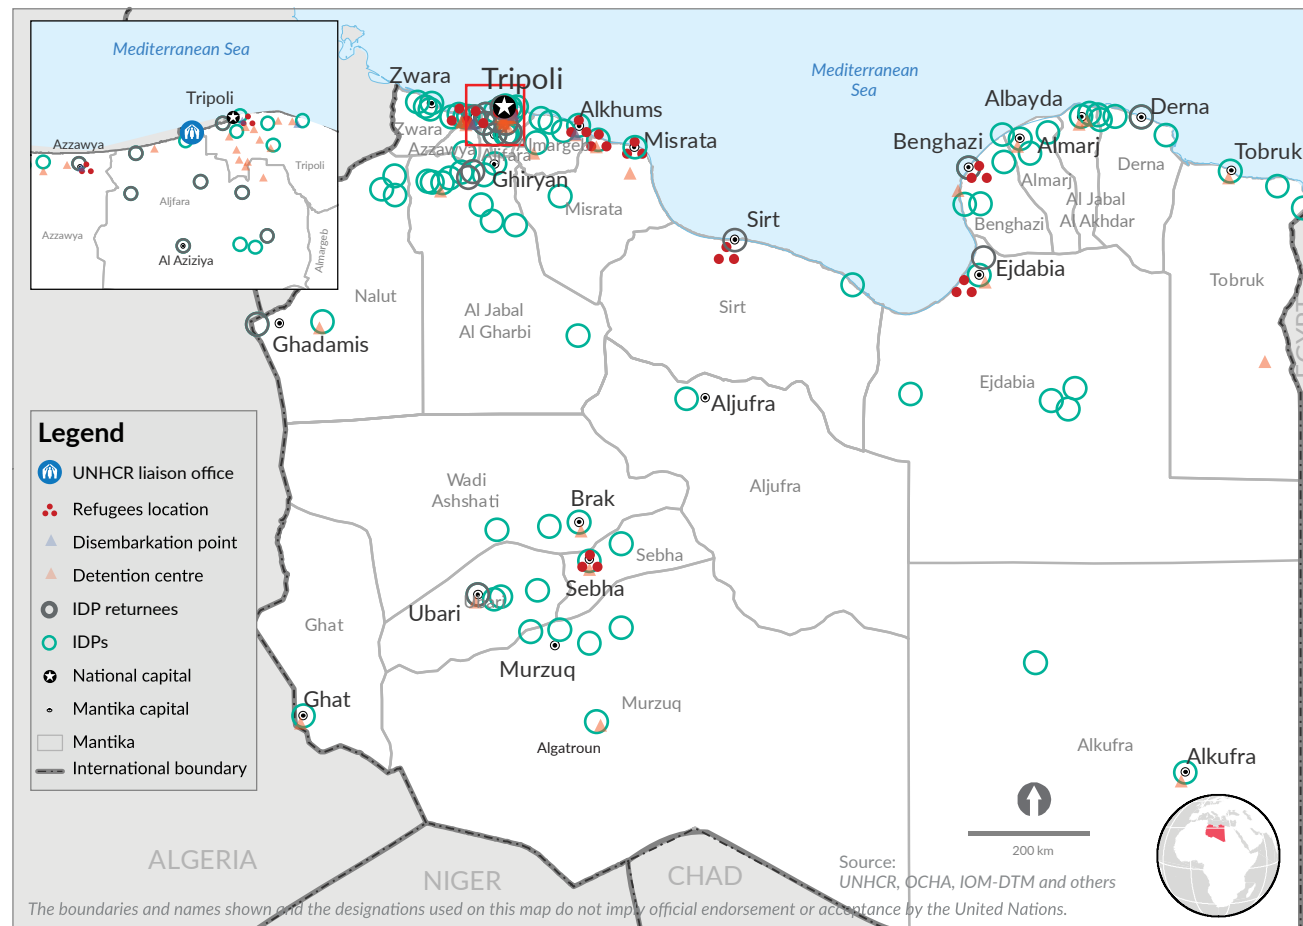 Mediterranean Sea
Tripoli
Azzawya
Tripoli
Aljfara
Azzawya
Almargeb
Al Aziziya
Zwara
Tripoli
Mediterranean
Sea
Alkhums
Zwara
Azzawya
Aljfara
Almargeb
Misrata
Ghiryan
Misrata
Albayda
Derna
Benghazi
Almarj
Derna
Tobruk
Almarj
Al Jabal
Al Akhdar
Benghazi
Sirt
Ejdabia
Nalut
Al Jabal
Al Gharbi
Sirt
Tobruk
EGYPT
Ghadamis
Ejdabia
Aljufra
Legend
UNHCR liaison office
Refugees location
Disembarkation point
Detention centre
IDP returnees
IDPs
National capital
Mantika capital
Mantika
International boundary
Wadi
Ashshati
Brak
Aljufra
Sebha
Sebha
Ubari
Ubari
Ghat
Murzuq
Ghat
Murzuq
Algatroun
Alkufra
Alkufra
200 km
ALGERIA
NIGER
CHAD
Source:
UNHCR, OCHA, IOM-DTM and others
The boundaries and names shown and the designations used on this map do not imply official endorsement or acceptance by the United Nations.